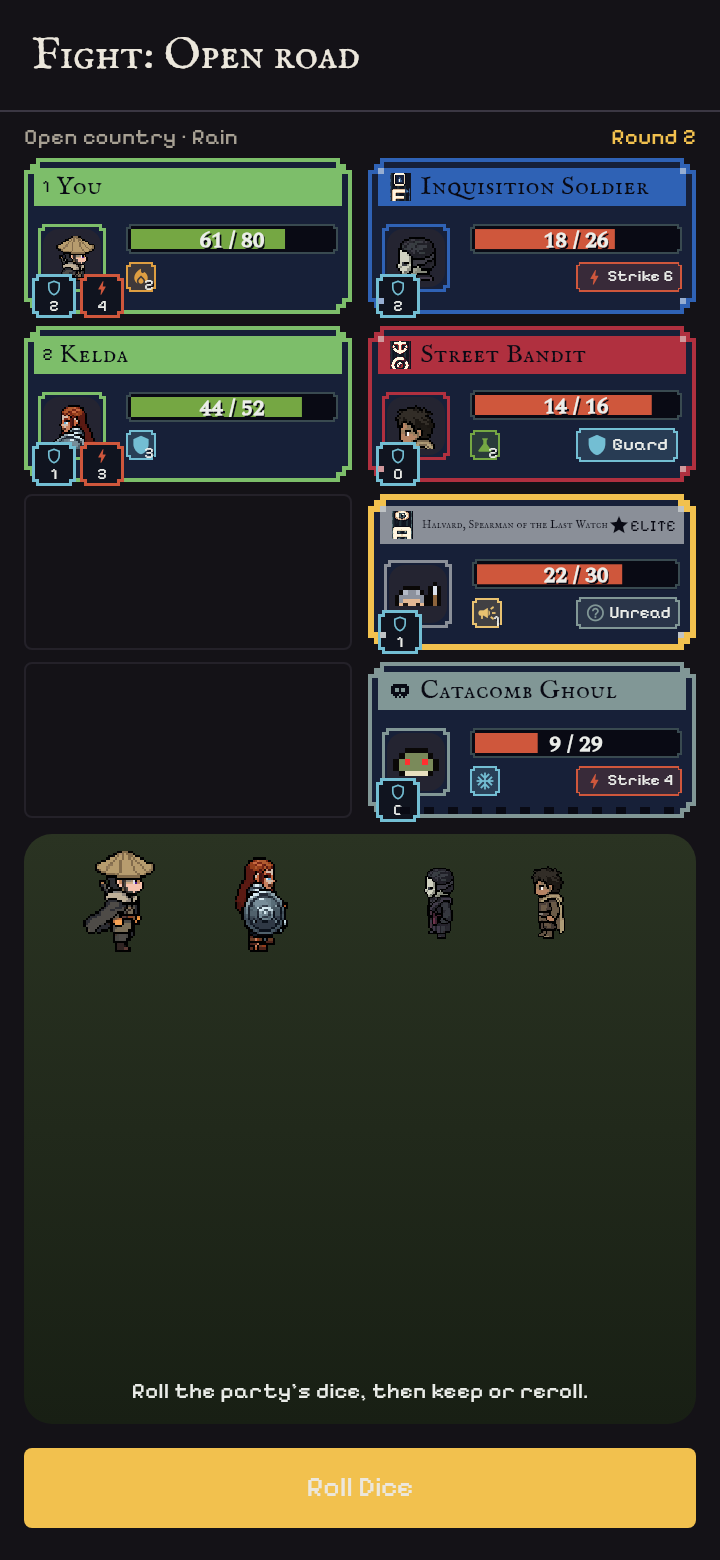 Fight: Open road
Open country · Rain
Round 2
1 You
61 / 80
2
2
4
Inquisition Soldier
18 / 26
Strike 6
2
2 Kelda
44 / 52
3
1
3
Street Bandit
14 / 16
2
Guard
0
Halvard, Spearman of the Last Watch ★ ELITE
22 / 30
Unread
1
Catacomb Ghoul
9 / 29
Strike 4
Roll the party's dice, then keep or reroll.
Roll Dice